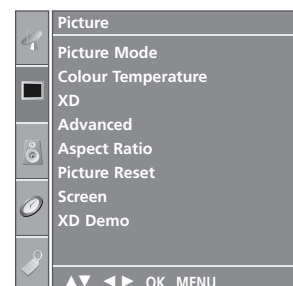 Picture
Picture Mode
Colour Temperature
XD
Advanced
Aspect Ratio
Picture Reset
Screen
XD Demo
▲▼ ◀ ▶ OK MENU